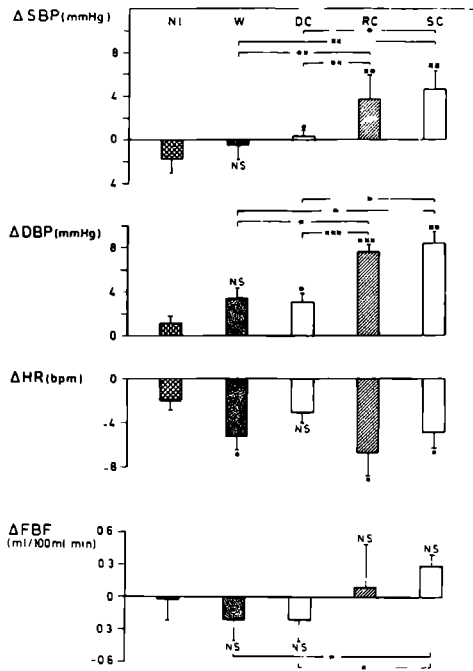 ΔSBP(mmHg) NI W DC RC SC
8
*
**
**
**
4
**
**
*
0
NS
4
ΔDBP(mmHg)
*
*
*
***
8
***
**
NS
4
*
0
ΔHR(bpm)
0
-4
NS
*
*
*
-8
ΔFBF
(ml/100ml min)
0.6
NS
NS
0.3
0
0.3
NS
NS
*
*
-0.6